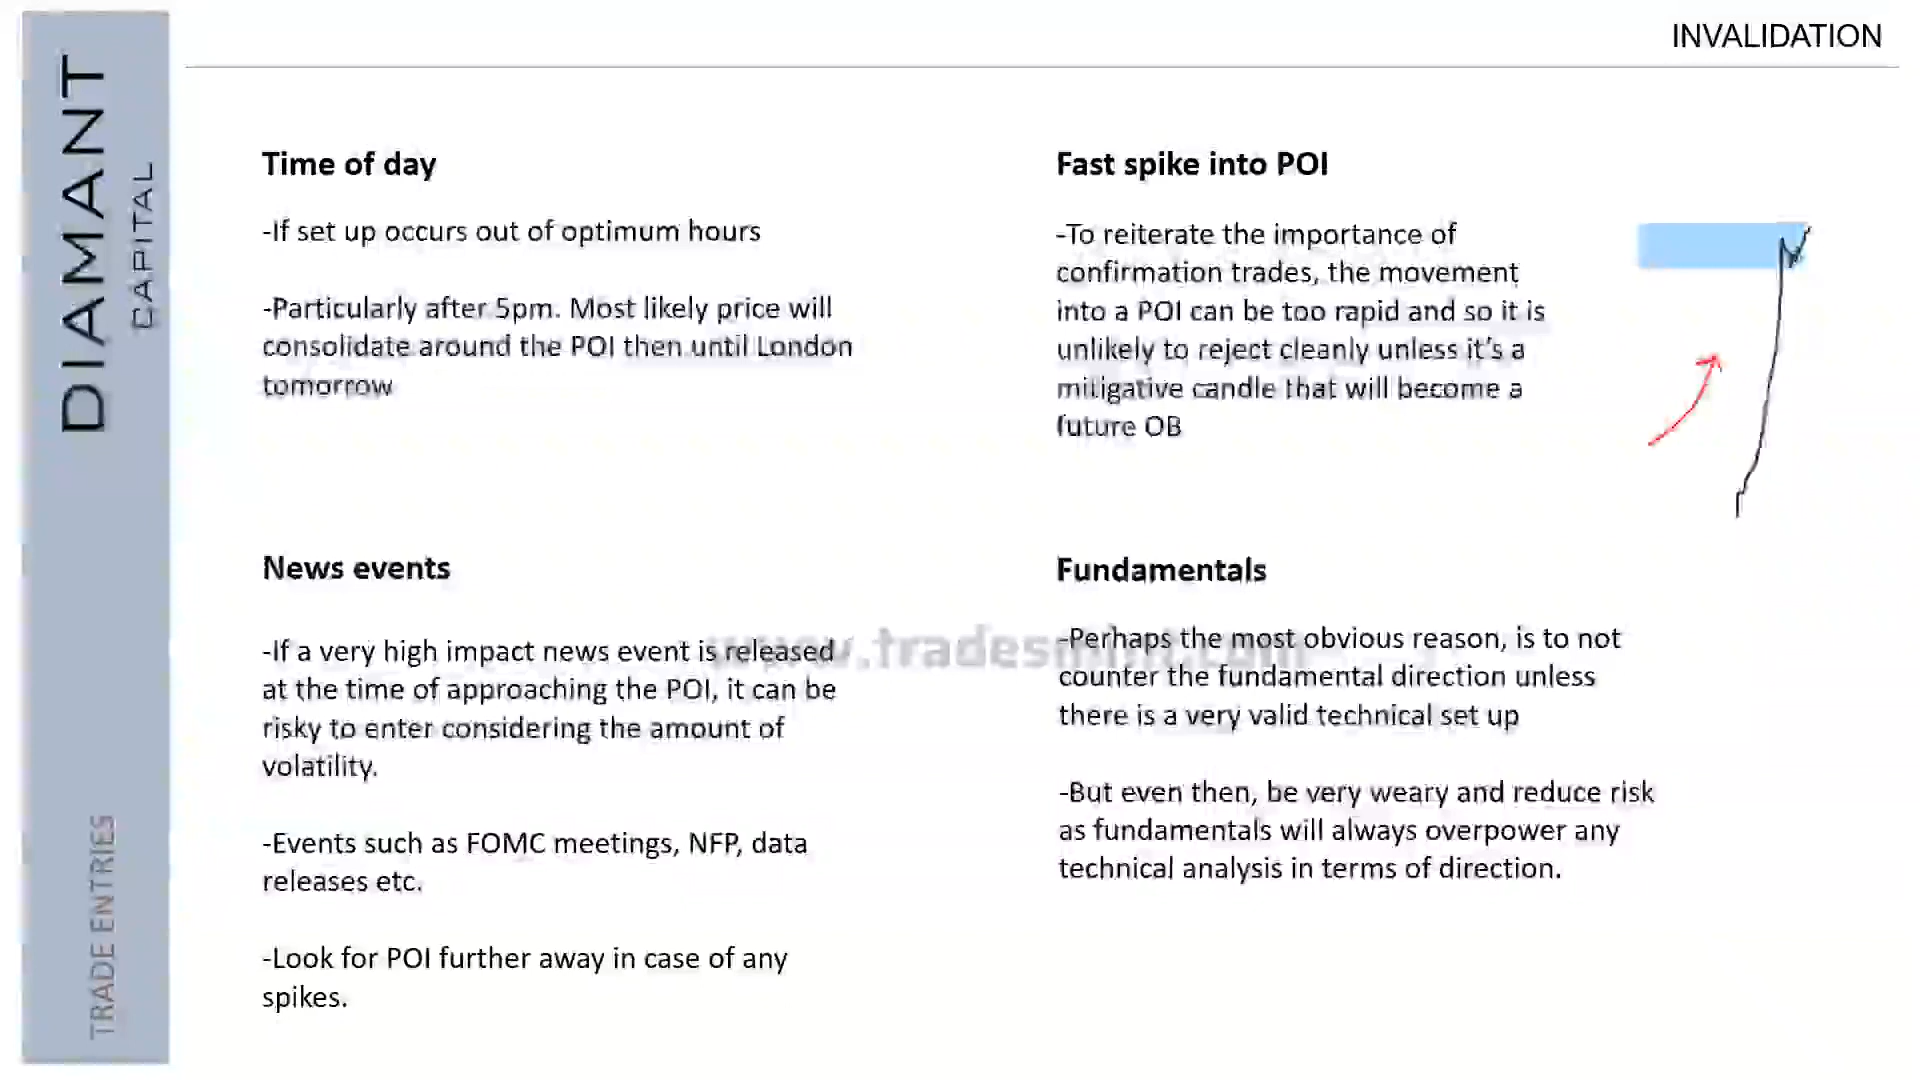 INVALIDATION
DIAMANT
CAPITAL
TRADE ENTRIES
Time of day
-If set up occurs out of optimum hours
-Particularly after 5pm. Most likely price will
consolidate around the POI then until London
tomorrow
Fast spike into POI
-To reiterate the importance of
confirmation trades, the movement
into a POI can be too rapid and so it is
unlikely to reject cleanly unless it's a
mitigative candle that will become a
future OB
News events
-If a very high impact news event is released
at the time of approaching the POI, it can be
risky to enter considering the amount of
volatility.
-Events such as FOMC meetings, NFP, data
releases etc.
-Look for POI further away in case of any
spikes.
Fundamentals
-Perhaps the most obvious reason, is to not
counter the fundamental direction unless
there is a very valid technical set up
-But even then, be very weary and reduce risk
as fundamentals will always overpower any
technical analysis in terms of direction.